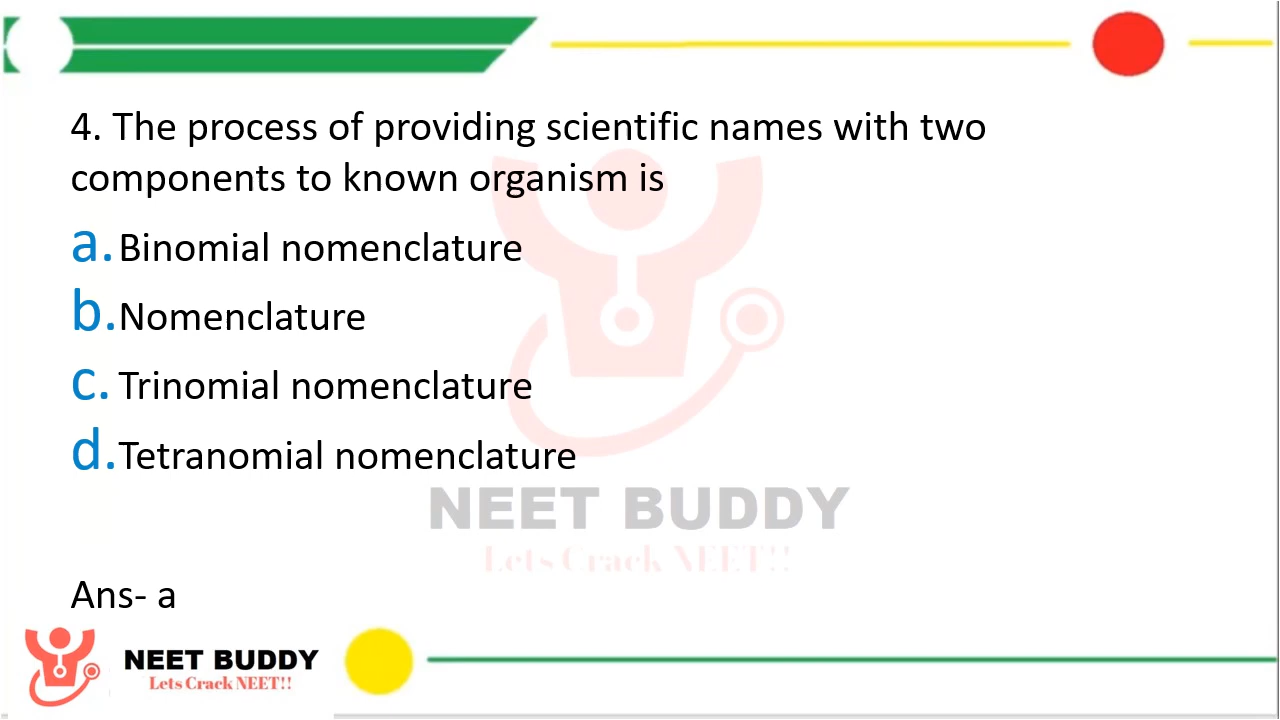 4. The process of providing scientific names with two
components to known organism is
a. Binomial nomenclature
b. Nomenclature
c. Trinomial nomenclature
d. Tetranomial nomenclature
NEET BUDDY
Lets Crack NEET!!
Ans- a
NEET BUDDY
Lets Crack NEET!!